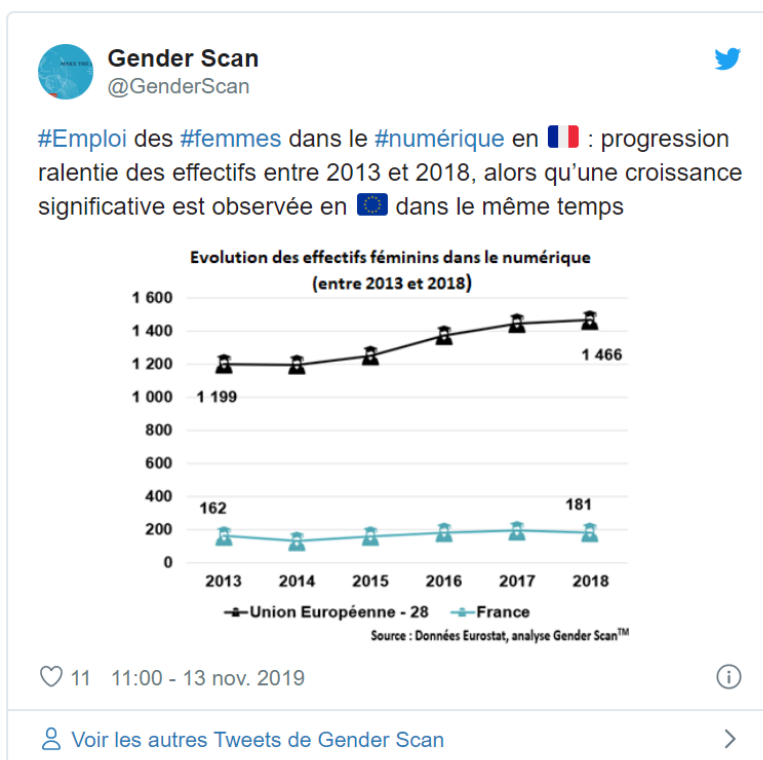 Gender Scan
@GenderScan
#Emploi des #femmes dans le #numérique en 🇫🇷 : progression
ralentie des effectifs entre 2013 et 2018, alors qu’une croissance
significative est observée en 🇪🇺 dans le même temps
Evolution des effectifs féminins dans le numérique
(entre 2013 et 2018)
1 600
1 400
1 200
1 466
1 000
1 199
800
600
400
162
181
200
0
2013 2014 2015 2016 2017 2018
Union Européenne - 28 France
Source : Données Eurostat, analyse Gender Scan™
11 11:00 - 13 nov. 2019
Voir les autres Tweets de Gender Scan